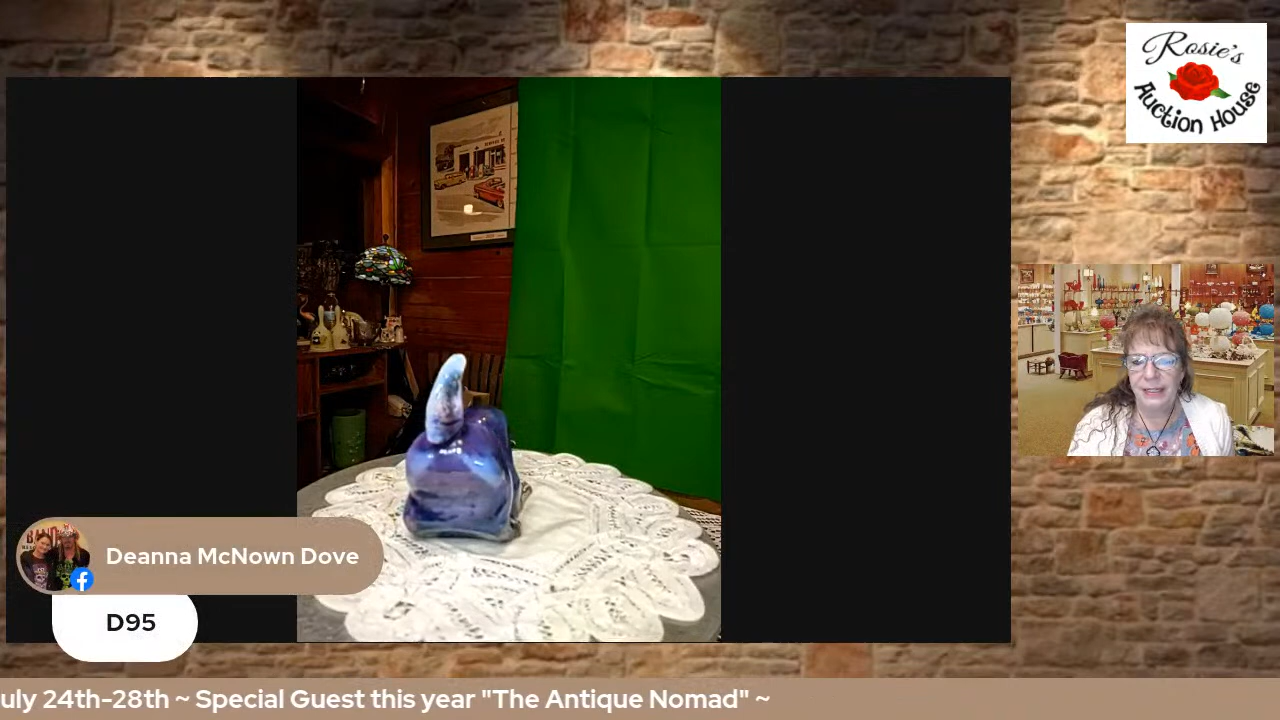 Rosie's
Auction House
Deanna McNown Dove
D95
uly 24th-28th ~ Special Guest this year "The Antique Nomad" ~